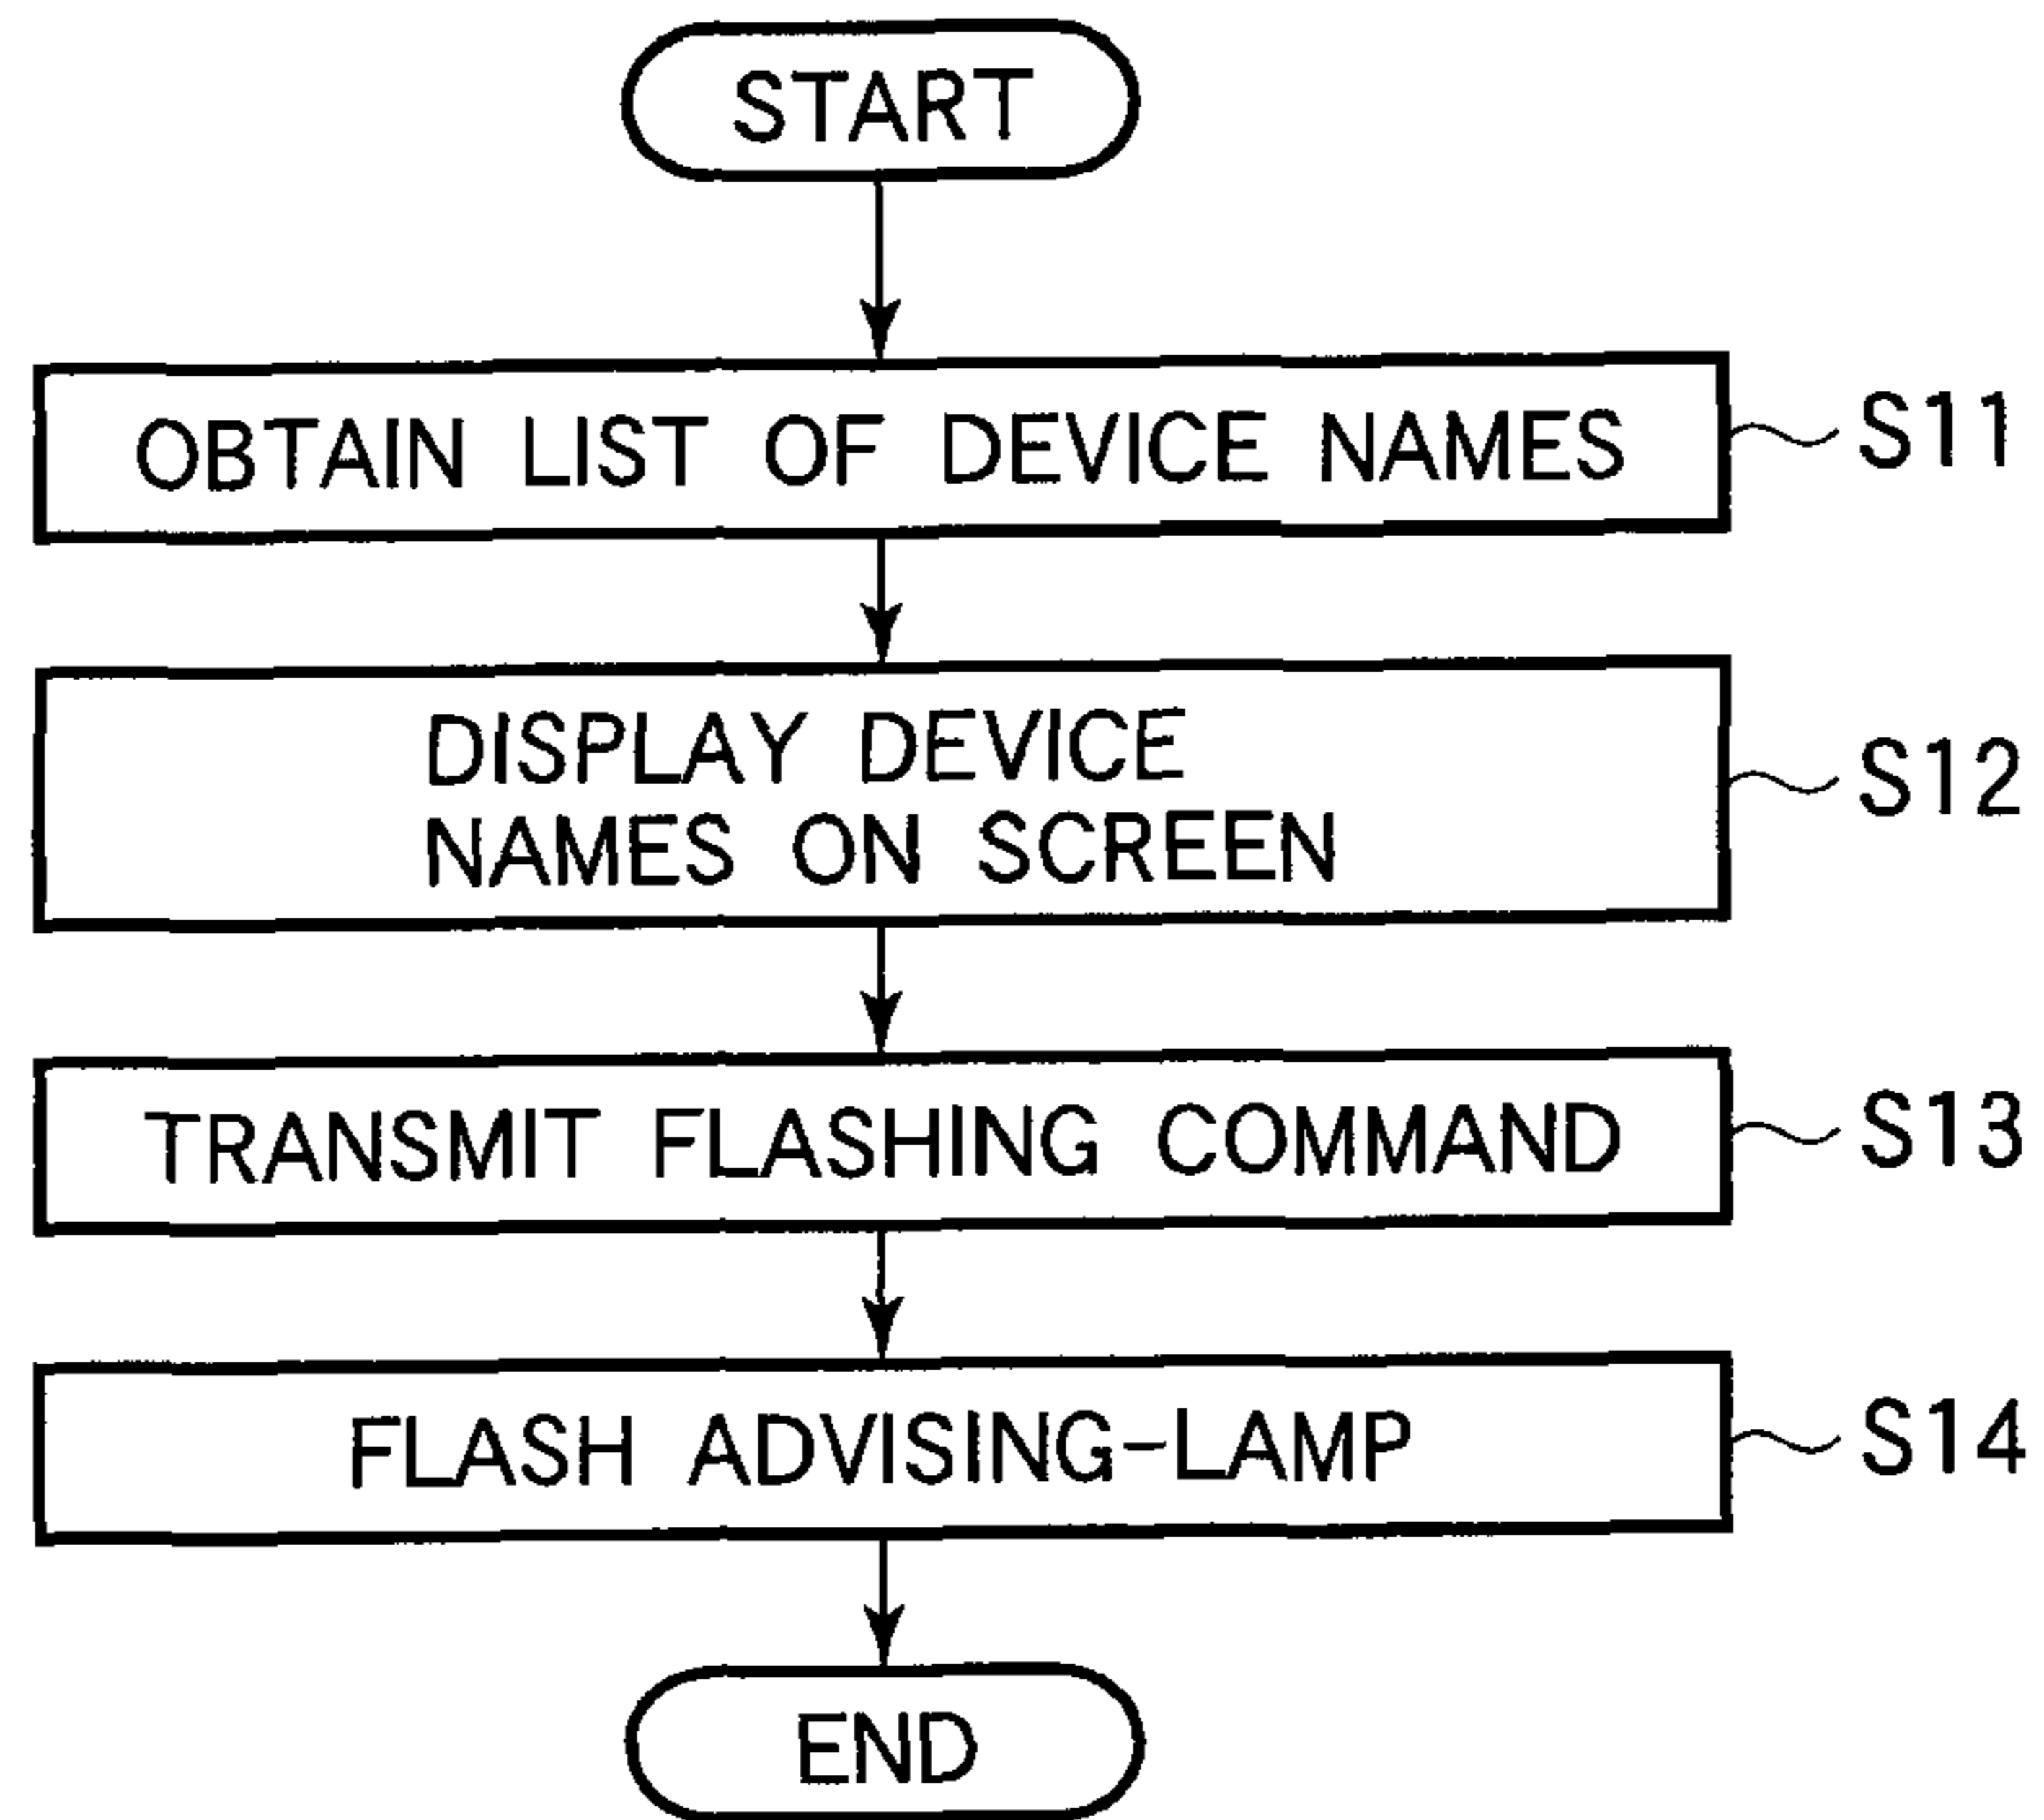 START
OBTAIN LIST OF DEVICE NAMES
S11
DISPLAY DEVICE
NAMES ON SCREEN
S12
TRANSMIT FLASHING COMMAND
S13
FLASH ADVISING-LAMP
S14
END